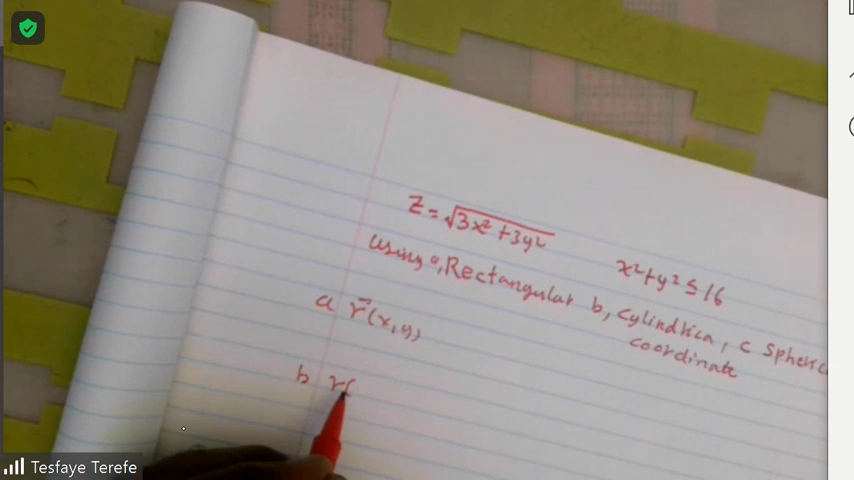 z = √3x² + 3y²
x² + y² ≤ 16
using a, Rectangular b, cylindrica, c spheric
coordinate
a r⃗(x, y)
b r(
Tesfaye Terefe